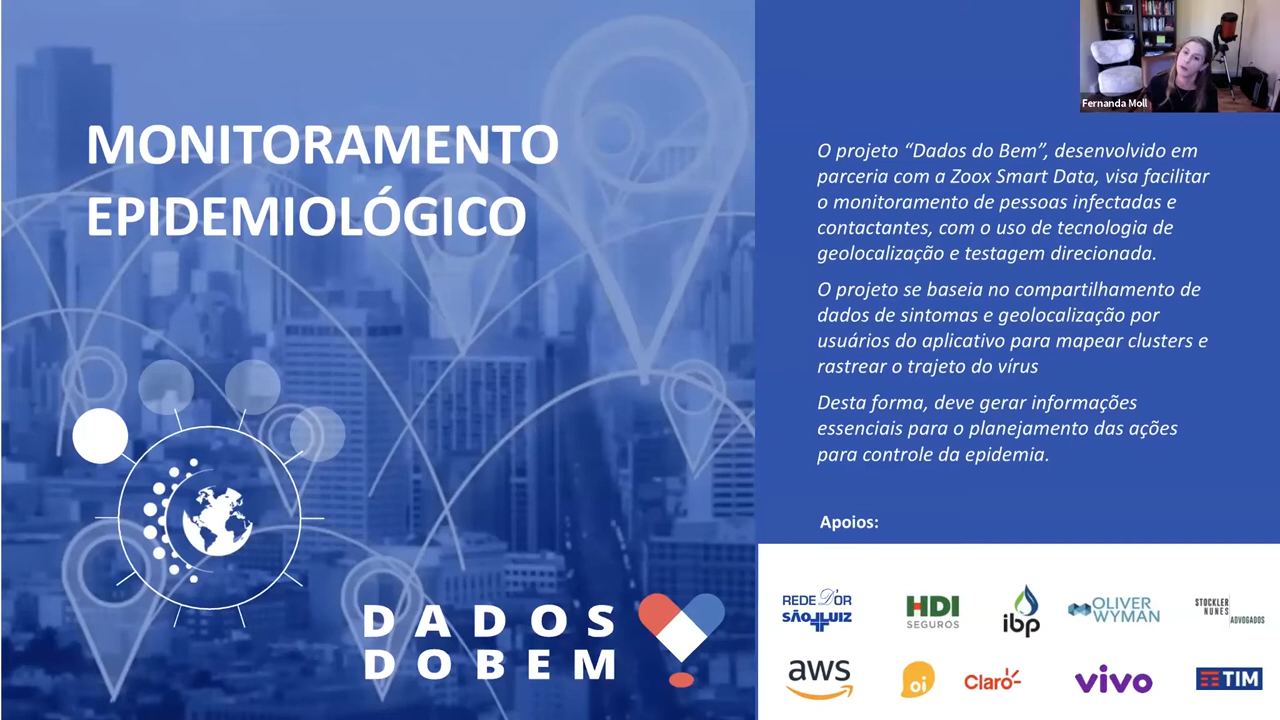 MONITORAMENTO
EPIDEMIOLÓGICO
DADOS
DOBEM
Fernanda Moll
O projeto “Dados do Bem”, desenvolvido em
parceria com a Zoox Smart Data, visa facilitar
o monitoramento de pessoas infectadas e
contactantes, com o uso de tecnologia de
geolocalização e testagem direcionada.
O projeto se baseia no compartilhamento de
dados de sintomas e geolocalização por
usuários do aplicativo para mapear clusters e
rastrear o trajeto do vírus
Desta forma, deve gerar informações
essenciais para o planejamento das ações
para controle da epidemia.
Apoios:
REDE D'OR
SÃO LUIZ
HDI
SEGUROS
ibp
OLIVER
WYMAN
STOCKLER
NUNES
ADVOGADOS
aws
oi
Claro
vivo
TIM